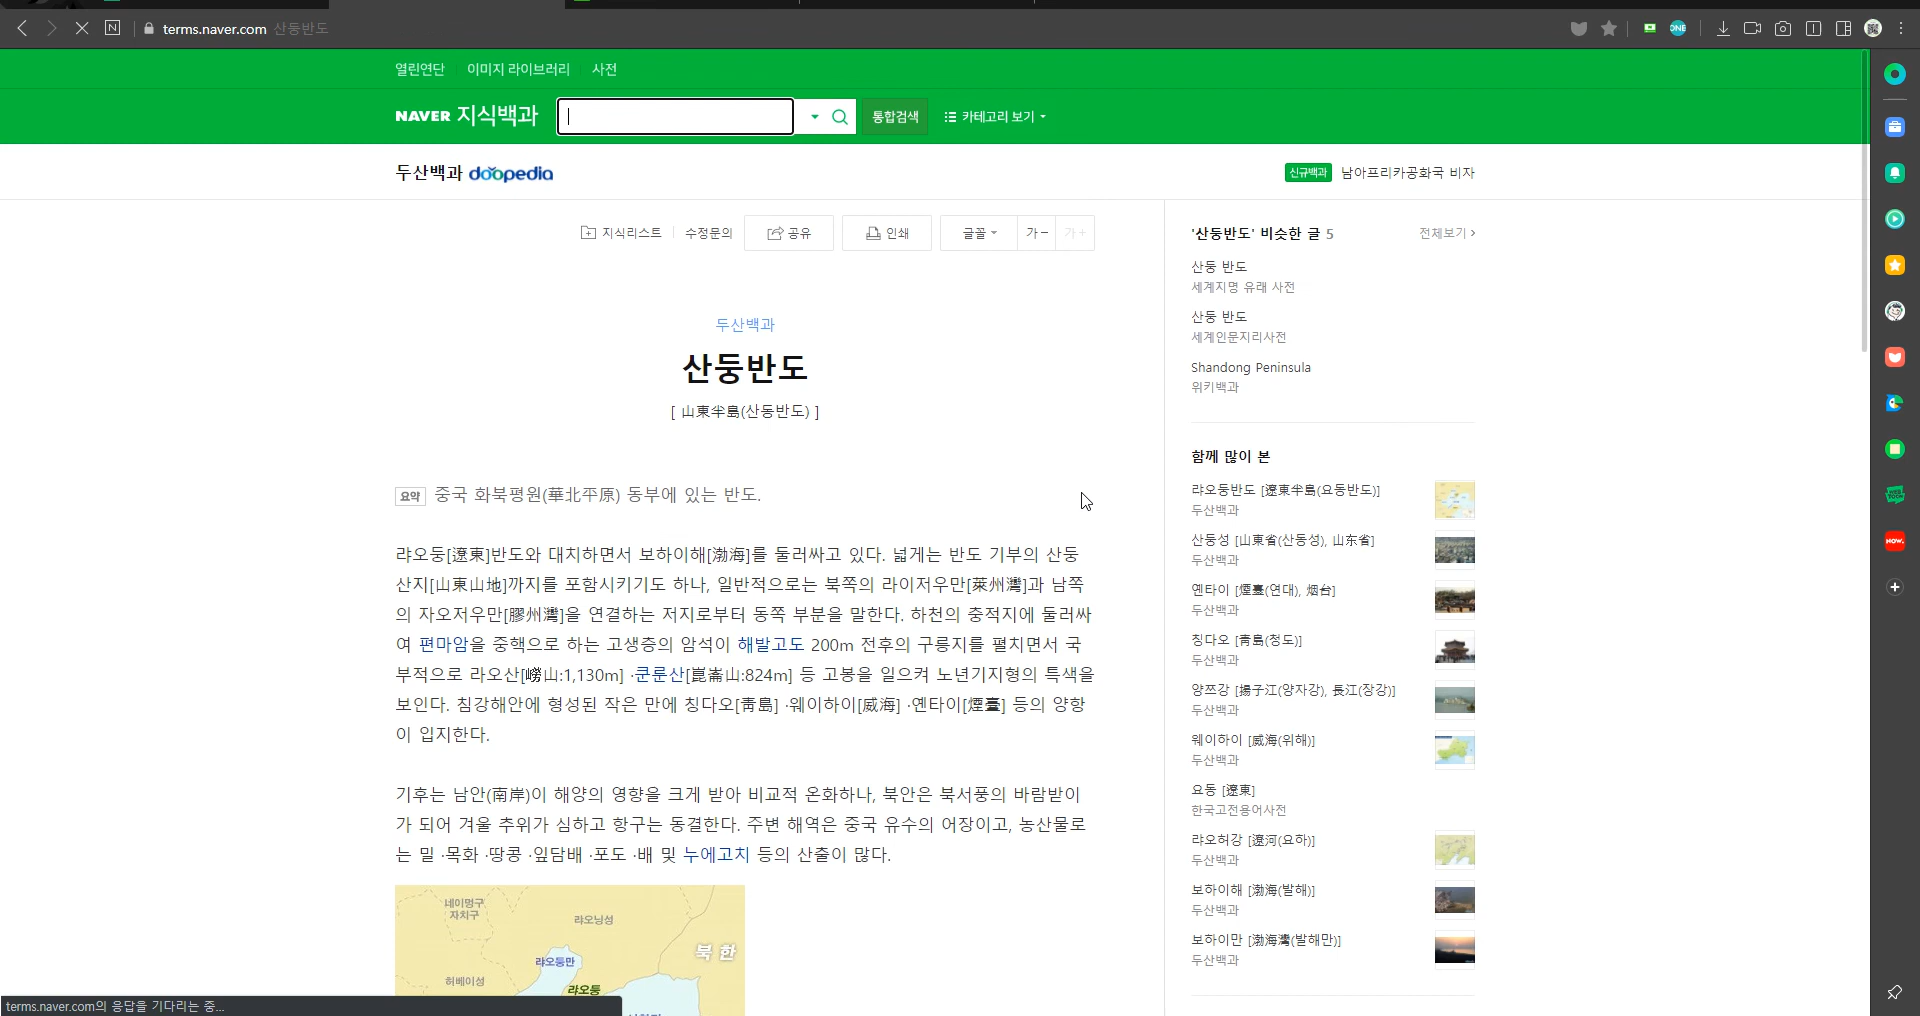 terms.naver.com 산둥반도
열린연단 이미지 라이브러리 사전
NAVER 지식백과 통합검색 카테고리 보기
두산백과 doopedia
신규백과 남아프리카공화국 비자
지식리스트 수정문의 공유 인쇄 글꼴 가- 가+
두산백과
산둥반도
[ 山東半島(산동반도) ]
요약 중국 화북평원(華北平原) 동부에 있는 반도.
랴오둥[遼東]반도와 대치하면서 보하이해[渤海]를 둘러싸고 있다. 넓게는 반도 기부의 산둥
산지[山東山地]까지를 포함시키기도 하나, 일반적으로는 북쪽의 라이저우만[萊州灣]과 남쪽
의 자오저우만[膠州灣]을 연결하는 저지로부터 동쪽 부분을 말한다. 하천의 충적지에 둘러싸
여 편마암을 중핵으로 하는 고생층의 암석이 해발고도 200m 전후의 구릉지를 펼치면서 국
부적으로 라오산[嶗山:1,130m] ·쿤룬산[崑崙山:824m] 등 고봉을 일으켜 노년기지형의 특색을
보인다. 침강해안에 형성된 작은 만에 칭다오[靑島] ·웨이하이[威海] ·옌타이[煙臺] 등의 양항
이 입지한다.
기후는 남안(南岸)이 해양의 영향을 크게 받아 비교적 온화하나, 북안은 북서풍의 바람받이
가 되어 겨울 추위가 심하고 항구는 동결한다. 주변 해역은 중국 유수의 어장이고, 농산물로
는 밀 ·목화 ·땅콩 ·잎담배 ·포도 ·배 및 누에고치 등의 산출이 많다.
네이멍구
자치구
랴오닝성
북한
랴오둥만
허베이성
랴오둥
terms.naver.com의 응답을 기다리는 중...
'산둥반도' 비슷한 글 5 전체보기
산둥 반도
세계지명 유래 사전
산둥 반도
세계인문지리사전
Shandong Peninsula
위키백과
함께 많이 본
랴오둥반도 [遼東半島(요동반도)]
두산백과
산둥성 [山東省(산동성), 山东省]
두산백과
옌타이 [煙臺(연대), 烟台]
두산백과
칭다오 [靑島(청도)]
두산백과
양쯔강 [揚子江(양자강), 長江(장강)]
두산백과
웨이하이 [威海(위해)]
두산백과
요동 [遼東]
한국고전용어사전
랴오허강 [遼河(요하)]
두산백과
보하이해 [渤海(발해)]
두산백과
보하이만 [渤海灣(발해만)]
두산백과
ONE
WEB
TOON
NOW.